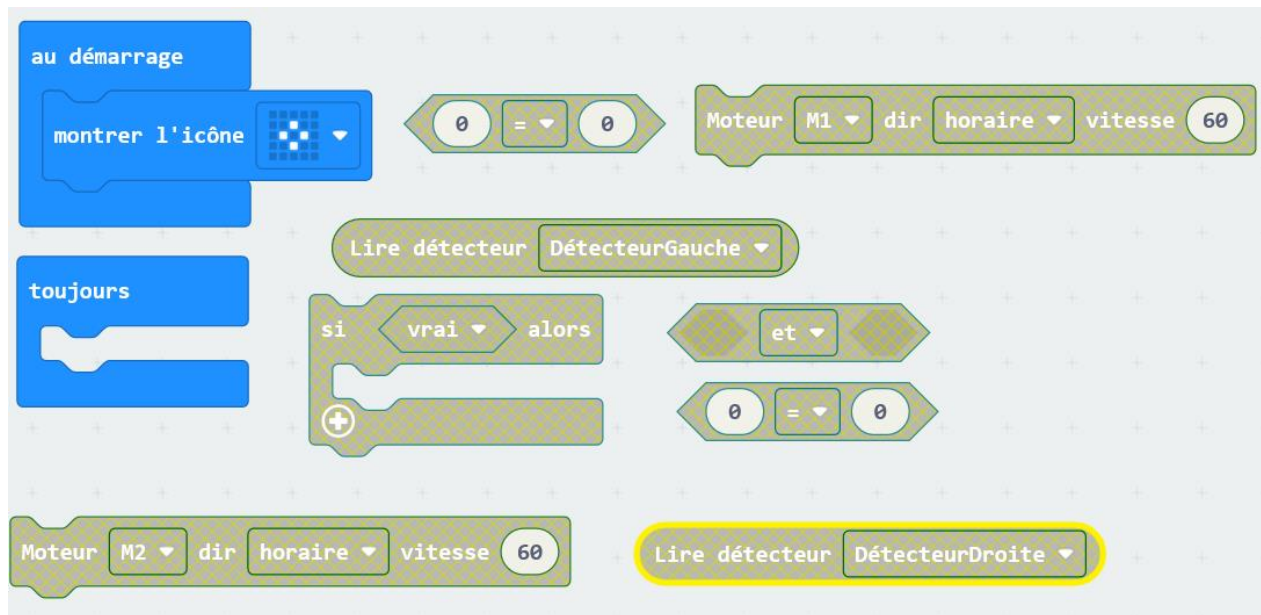 au démarrage
montrer l'icône
0 = 0
Moteur M1 dir horaire vitesse 60
Lire détecteur DétecteurGauche
toujours
si vrai alors
et
0 = 0
Moteur M2 dir horaire vitesse 60
Lire détecteur DétecteurDroite